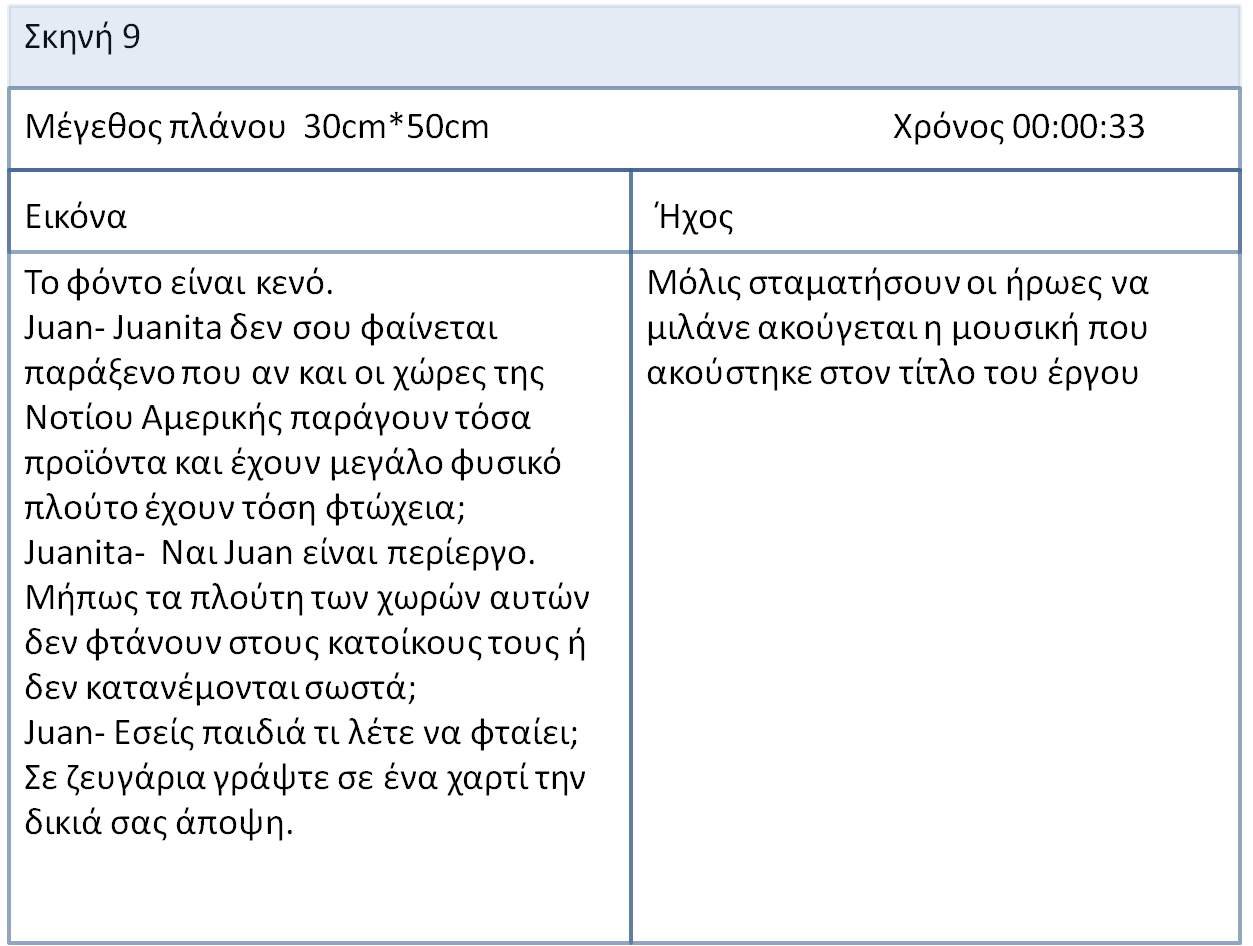 Σκηνή 9
Μέγεθος πλάνου 30cm*50cm Χρόνος 00:00:33
Εικόνα
Ήχος
Το φόντο είναι κενό.
Juan- Juanita δεν σου φαίνεται
παράξενο που αν και οι χώρες της
Νοτίου Αμερικής παράγουν τόσα
προϊόντα και έχουν μεγάλο φυσικό
πλούτο έχουν τόση φτώχεια;
Juanita- Ναι Juan είναι περίεργο.
Μήπως τα πλούτη των χωρών αυτών
δεν φτάνουν στους κατοίκους τους ή
δεν κατανέμονται σωστά;
Juan- Εσείς παιδιά τι λέτε να φταίει;
Σε ζευγάρια γράψτε σε ένα χαρτί την
δικιά σας άποψη.
Μόλις σταματήσουν οι ήρωες να
μιλάνε ακούγεται η μουσική που
ακούστηκε στον τίτλο του έργου